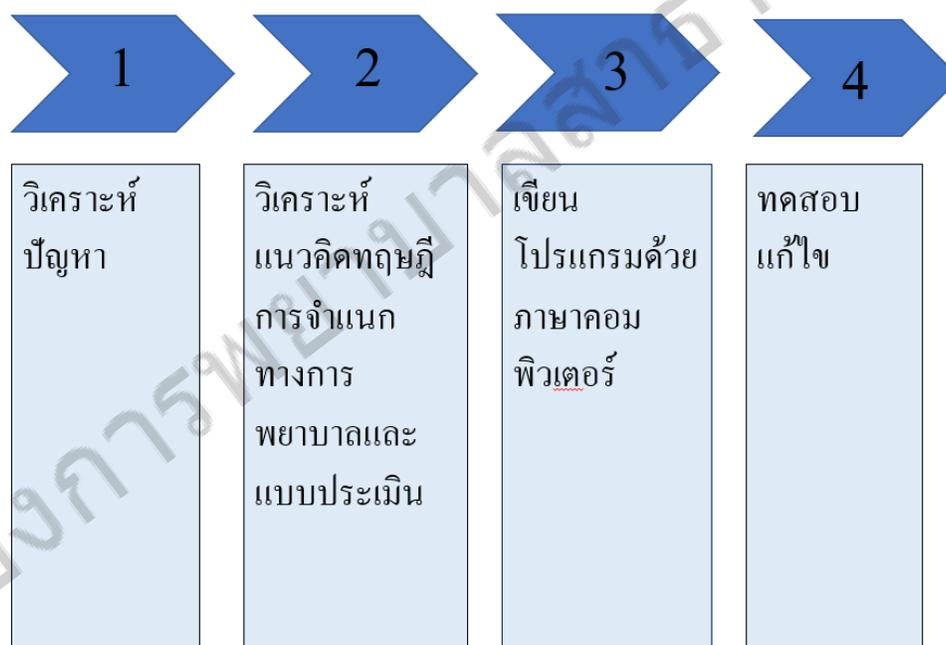 1
2
3
4
วิเคราะห์
ปัญหา
วิเคราะห์
แนวคิดทฤษฎี
การจำแนก
ทางการ
พยาบาลและ
แบบประเมิน
เขียน
โปรแกรมด้วย
ภาษาคอม
พิวเตอร์
ทดสอบ
แก้ไข